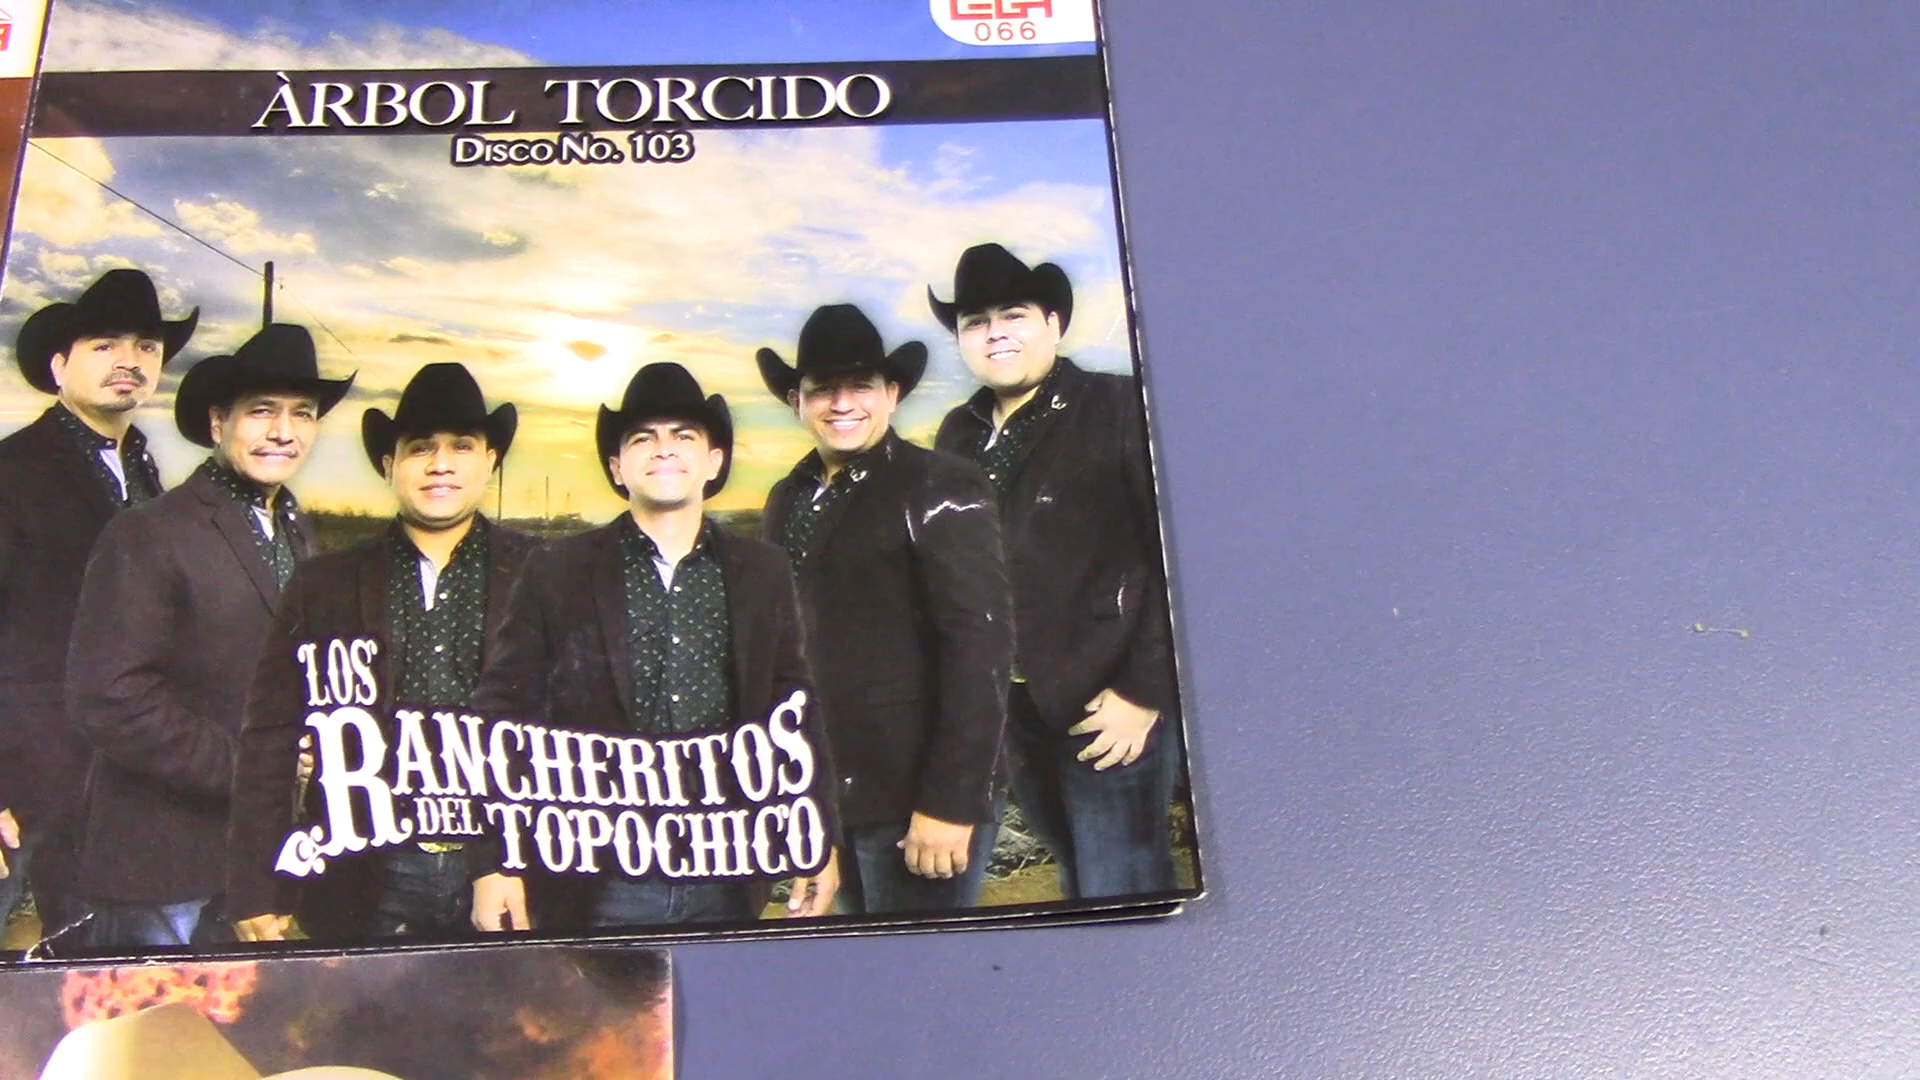 066
ÀRBOL TORCIDO
Disco No. 103
LOS
RANCHERITOS
DEL TOPOCHICO